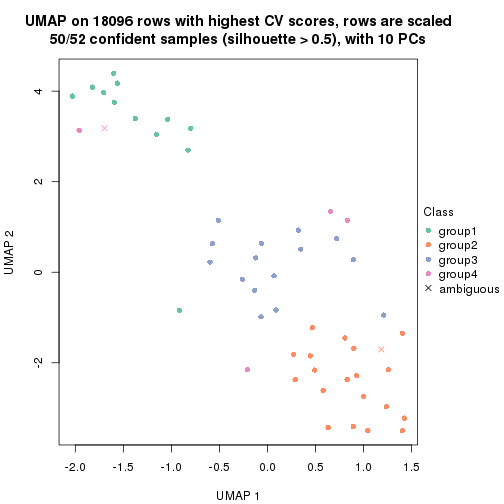 UMAP on 18096 rows with highest CV scores, rows are scaled
50/52 confident samples (silhouette > 0.5), with 10 PCs
4
2
0
-2
UMAP 2
-2.0 -1.5 -1.0 -0.5 0.0 0.5 1.0 1.5
UMAP 1
Class
group1
group2
group3
group4
ambiguous